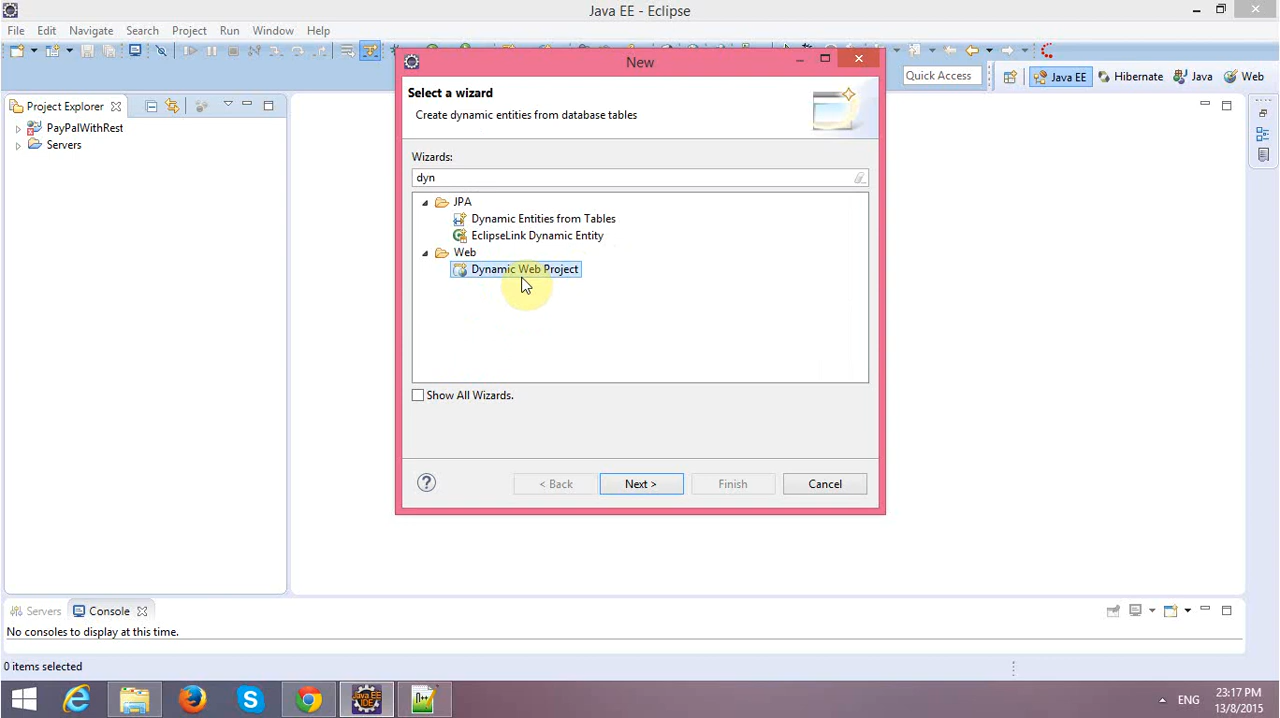 Java EE - Eclipse
File Edit Navigate Search Project Run Window Help
Quick Access
Java EE Hibernate Java Web
Project Explorer
PayPalWithRest
Servers
New
Select a wizard
Create dynamic entities from database tables
Wizards:
dyn
JPA
Dynamic Entities from Tables
EclipseLink Dynamic Entity
Web
Dynamic Web Project
Show All Wizards.
? < Back Next > Finish Cancel
Servers Console
No consoles to display at this time.
0 items selected
Java EE
IDE
ENG
23:17 PM
13/8/2015